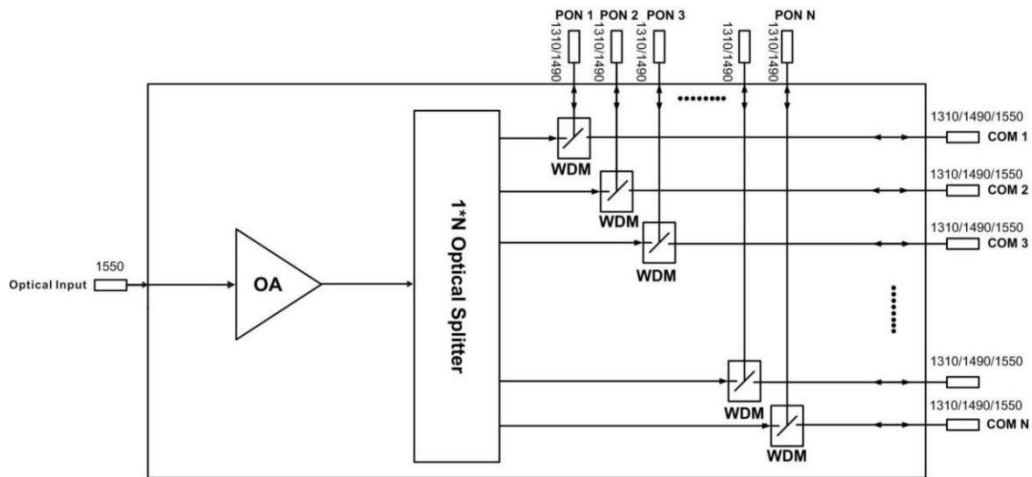 PON 1 PON 2 PON 3 PON N
1310/1490 1310/1490 1310/1490 1310/1490 1310/1490
1310/1490/1550
COM 1
WDM
1310/1490/1550
COM 2
WDM
1310/1490/1550
COM 3
WDM
1550
Optical Input
OA
1*N Optical Splitter
1310/1490/1550
WDM
1310/1490/1550
COM N
WDM